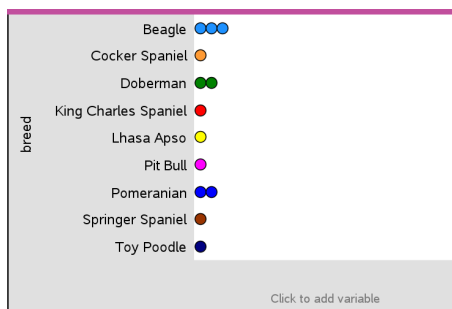 Beagle
Cocker Spaniel
Doberman
King Charles Spaniel
Lhasa Apso
Pit Bull
Pomeranian
Springer Spaniel
Toy Poodle
breed
Click to add variable